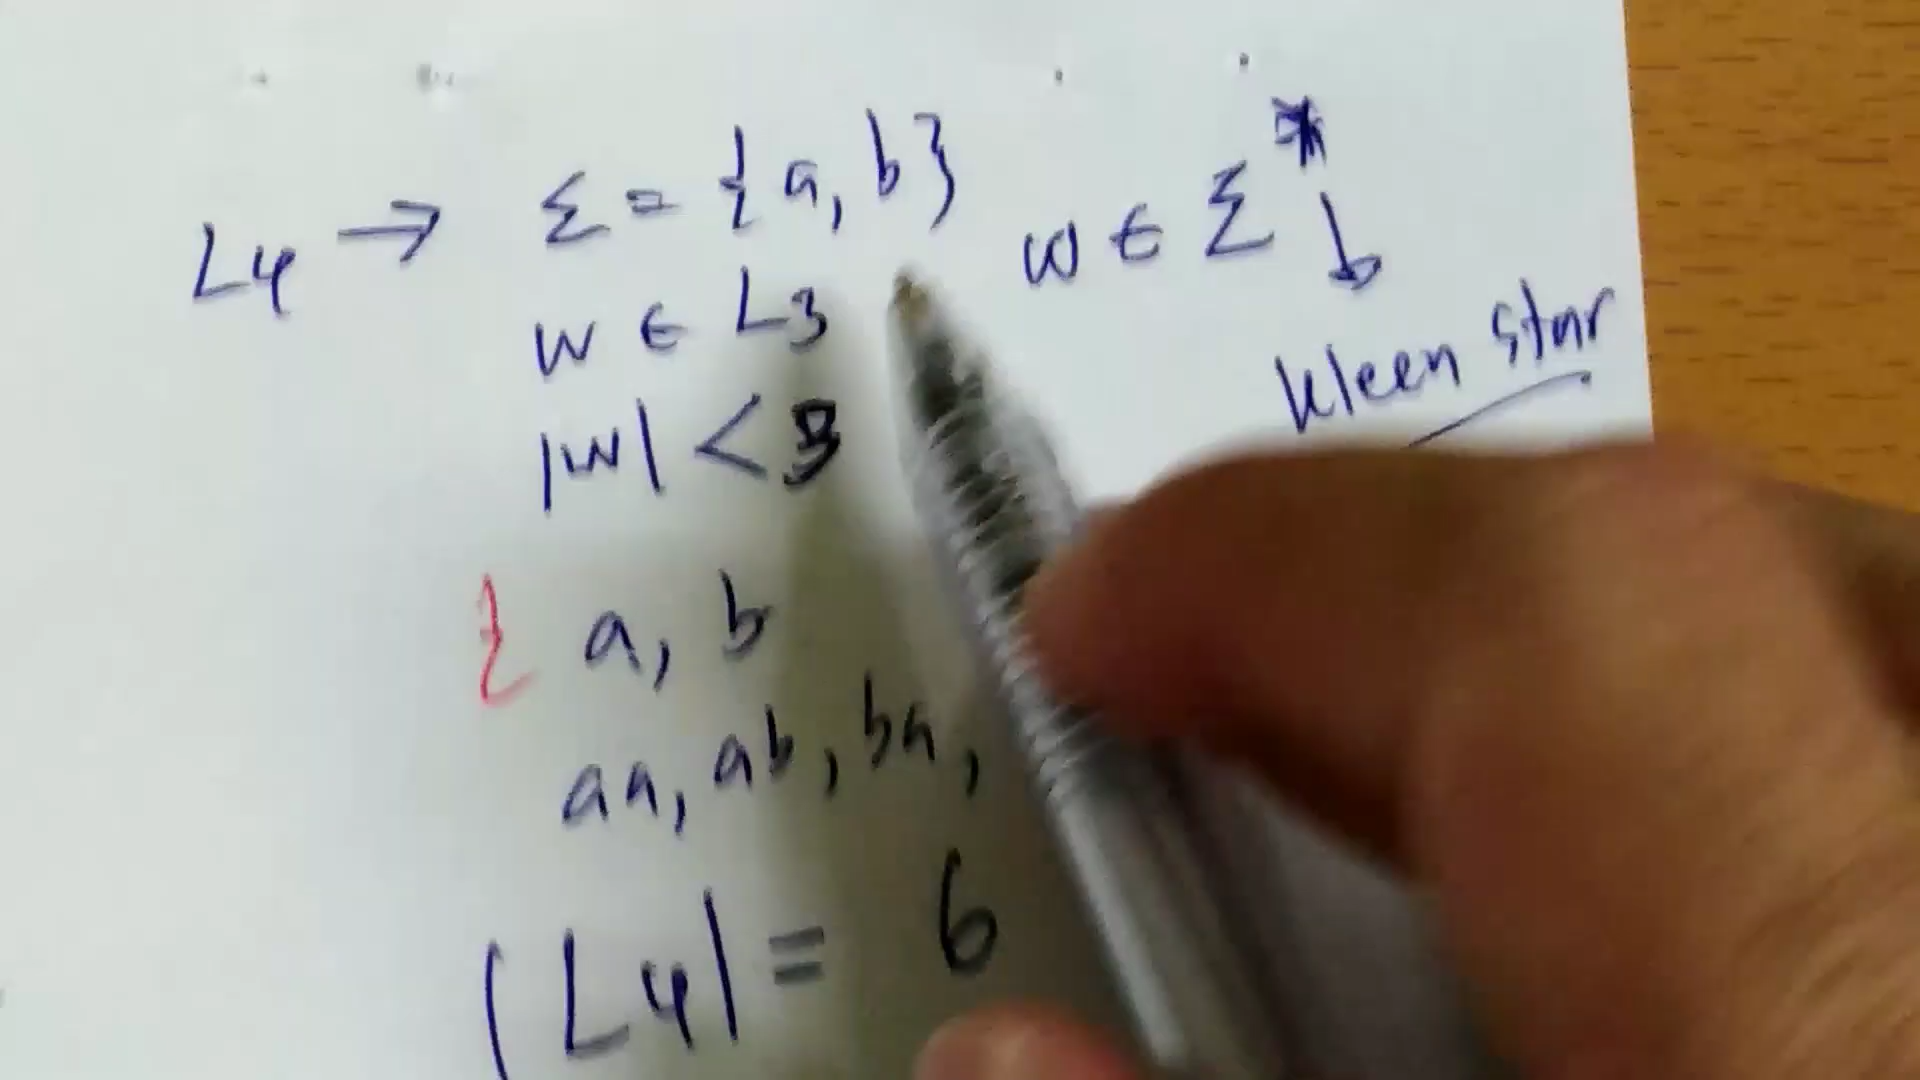 L4 → Σ = {a, b} w ∈ Σ*
w ∈ L3
Kleen star
|w| < 3
{ a, b
aa, ab, ba,
|L4| = 6